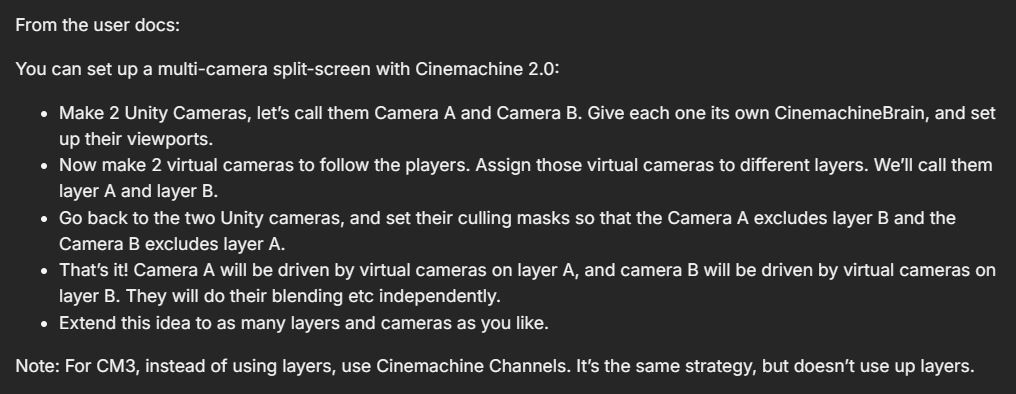 From the user docs:
You can set up a multi-camera split-screen with Cinemachine 2.0:
• Make 2 Unity Cameras, let’s call them Camera A and Camera B. Give each one its own CinemachineBrain, and set
up their viewports.
• Now make 2 virtual cameras to follow the players. Assign those virtual cameras to different layers. We’ll call them
layer A and layer B.
• Go back to the two Unity cameras, and set their culling masks so that the Camera A excludes layer B and the
Camera B excludes layer A.
• That’s it! Camera A will be driven by virtual cameras on layer A, and camera B will be driven by virtual cameras on
layer B. They will do their blending etc independently.
• Extend this idea to as many layers and cameras as you like.
Note: For CM3, instead of using layers, use Cinemachine Channels. It’s the same strategy, but doesn’t use up layers.